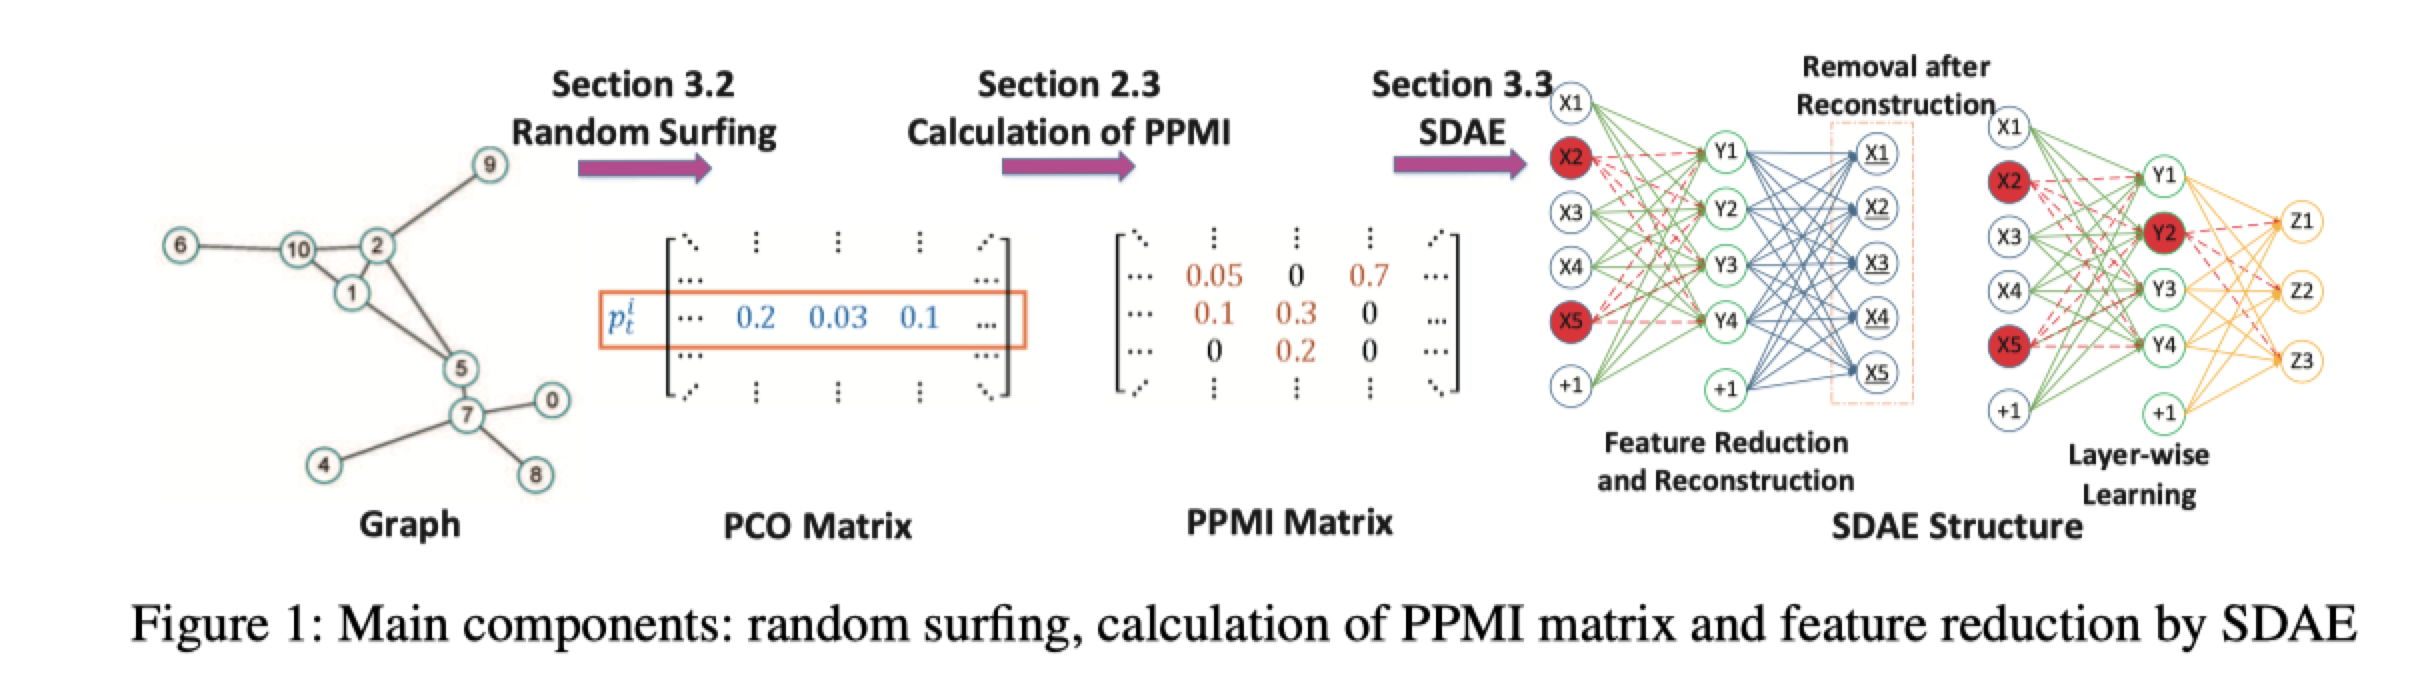 Section 3.2
Random Surfing
Section 2.3
Calculation of PPMI
Section 3.3
SDAE
Removal after
Reconstruction
9
6
10
2
1
5
7
0
4
8
Graph
p_t^i
... 0.2 0.03 0.1 ...
PCO Matrix
... 0.05 0 0.7 ...
... 0.1 0.3 0 ...
... 0 0.2 0 ...
PPMI Matrix
X1
X2
X3
X4
X5
+1
Y1
Y2
Y3
Y4
+1
X1
X2
X3
X4
X5
Feature Reduction
and Reconstruction
X1
X2
X3
X4
X5
+1
Y1
Y2
Y3
Y4
+1
Z1
Z2
Z3
Layer-wise
Learning
SDAE Structure
Figure 1: Main components: random surfing, calculation of PPMI matrix and feature reduction by SDAE